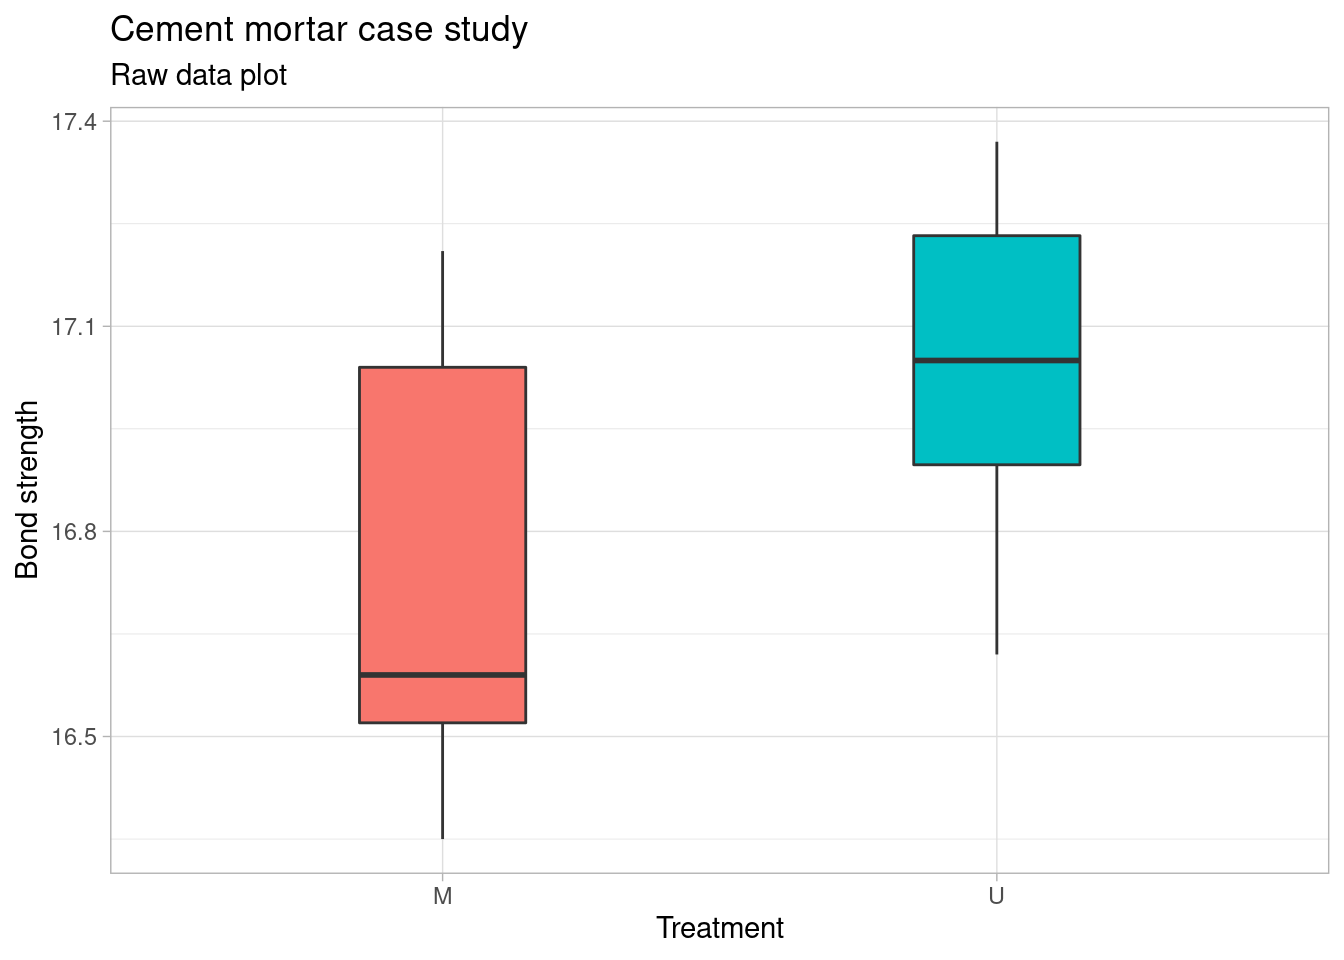 Cement mortar case study
Raw data plot
17.4
17.1
16.8
16.5
Bond strength
M
U
Treatment